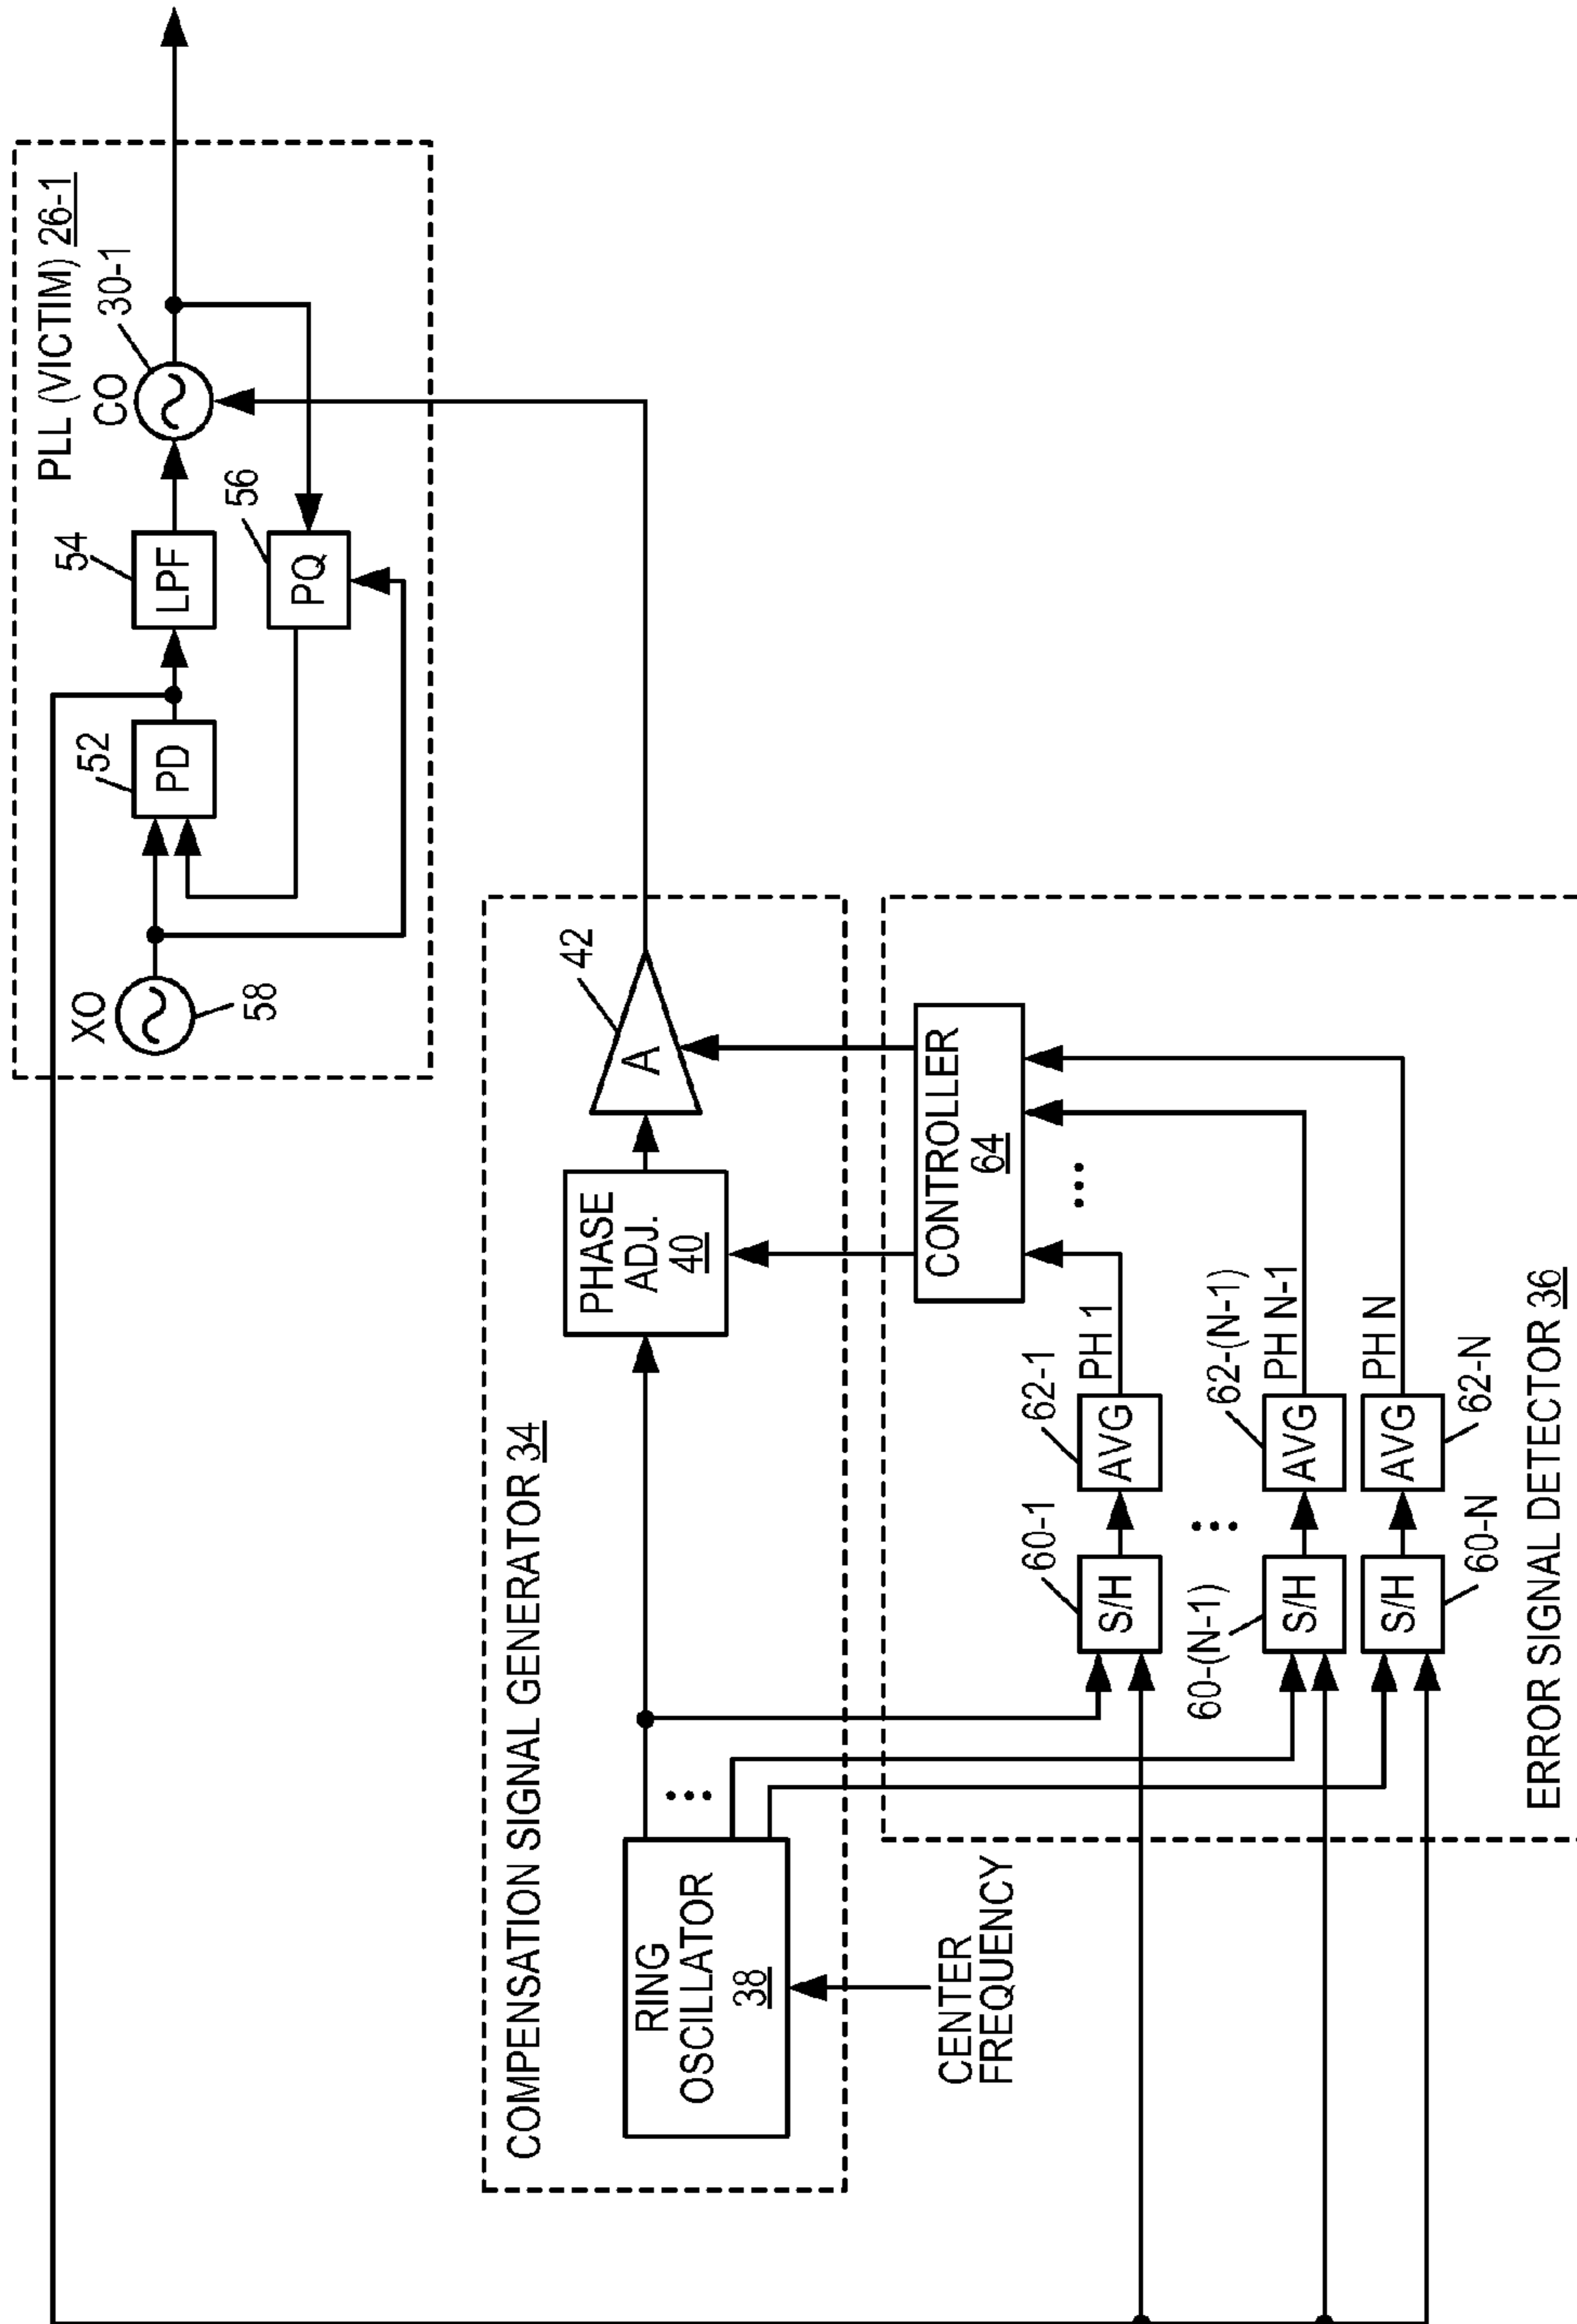 PLL (VICTIM) 26-1
XO
58
52
PD
54
LPF
CO
30-1
56
PQ
COMPENSATION SIGNAL GENERATOR 34
RING
OSCILLATOR
38
CENTER
FREQUENCY
PHASE
ADJ.
40
42
A
CONTROLLER
64
60-1
S/H
62-1
AVG
PH 1
60-(N-1)
S/H
62-(N-1)
AVG
PH N-1
S/H
60-N
AVG
62-N
PH N
ERROR SIGNAL DETECTOR 36